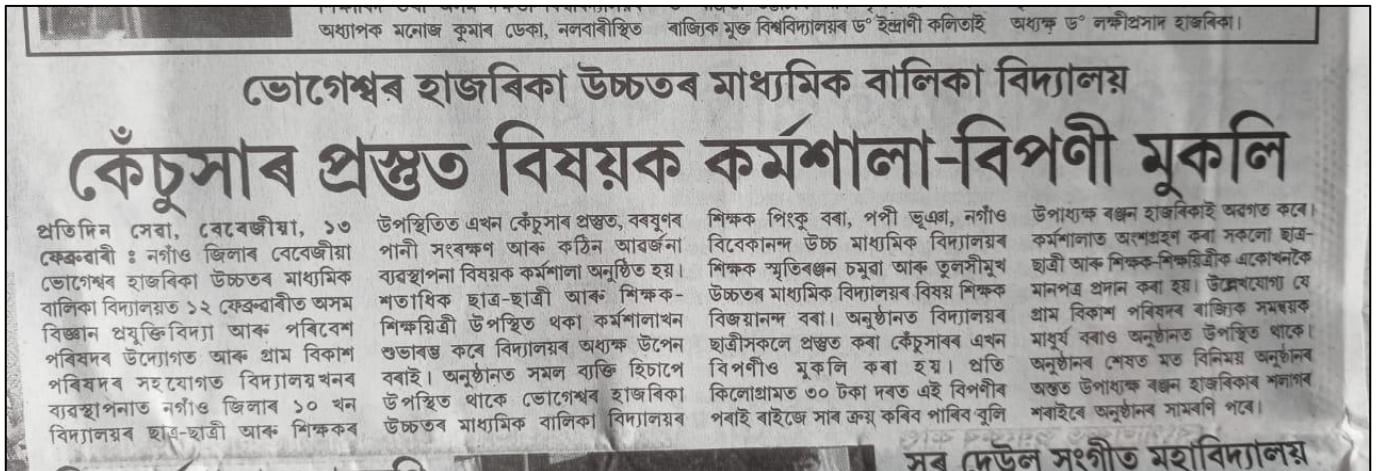 অধ্যাপক মনোজ কুমাৰ ডেকা, নলবাৰীস্থিত
ৰাজ্যিক মুক্ত বিশ্ববিদ্যালয়ৰ ড° ইন্দ্ৰাণী কলিতাই
অধ্যক্ষ ড° লক্ষীপ্ৰসাদ হাজৰিকা।
ভোগেশ্বৰ হাজৰিকা উচ্চতৰ মাধ্যমিক বালিকা বিদ্যালয়
কেঁচুসাৰ প্ৰস্তুত বিষয়ক কৰ্মশালা-বিপণী মুকলি
প্ৰতিদিন সেৱা, বেবেজীয়া, ১৩
ফেব্ৰুৱাৰী : নগাঁও জিলাৰ বেবেজীয়া
ভোগেশ্বৰ হাজৰিকা উচ্চতৰ মাধ্যমিক
বালিকা বিদ্যালয়ত ১২ ফেব্ৰুৱাৰীত অসম
বিজ্ঞান প্ৰযুক্তিবিদ্যা আৰু পৰিবেশ
পৰিষদৰ উদ্যোগত আৰু গ্ৰাম বিকাশ
পৰিষদৰ সহযোগত বিদ্যালয়খনৰ
ব্যৱস্থাপনাত নগাঁও জিলাৰ ১০ খন
বিদ্যালয়ৰ ছাত্ৰ-ছাত্ৰী আৰু শিক্ষকৰ
উপস্থিতিত এখন কেঁচুসাৰ প্ৰস্তুত, বৰষুণৰ
পানী সংৰক্ষণ আৰু কঠিন আৱৰ্জনা
ব্যৱস্থাপনা বিষয়ক কৰ্মশালা অনুষ্ঠিত হয়।
শতাধিক ছাত্ৰ-ছাত্ৰী আৰু শিক্ষক-
শিক্ষয়িত্ৰী উপস্থিত থকা কৰ্মশালাখন
শুভাৰম্ভ কৰে বিদ্যালয়ৰ অধ্যক্ষ উপেন
বৰাই। অনুষ্ঠানত সমল ব্যক্তি হিচাপে
উপস্থিত থাকে ভোগেশ্বৰ হাজৰিকা
উচ্চতৰ মাধ্যমিক বালিকা বিদ্যালয়ৰ
শিক্ষক পিংকু বৰা, পপী ভূঞা, নগাঁও
বিবেকানন্দ উচ্চ মাধ্যমিক বিদ্যালয়ৰ
শিক্ষক স্মৃতিৰঞ্জন চমুৱা আৰু তুলসীমুখ
উচ্চতৰ মাধ্যমিক বিদ্যালয়ৰ বিষয় শিক্ষক
বিজয়ানন্দ বৰা। অনুষ্ঠানত বিদ্যালয়ৰ
ছাত্ৰীসকলে প্ৰস্তুত কৰা কেঁচুসাৰৰ এখন
বিপণীও মুকলি কৰা হয়। প্ৰতি
কিলোগ্ৰামত ৩০ টকা দৰত এই বিপণীৰ
পৰাই ৰাইজে সাৰ ক্ৰয় কৰিব পাৰিব বুলি
উপাধ্যক্ষ ৰঞ্জন হাজৰিকাই অৱগত কৰে।
কৰ্মশালাত অংশগ্ৰহণ কৰা সকলো ছাত্ৰ-
ছাত্ৰী আৰু শিক্ষক-শিক্ষয়িত্ৰীক একোখনকৈ
মানপত্ৰ প্ৰদান কৰা হয়। উল্লেখযোগ্য যে
গ্ৰাম বিকাশ পৰিষদৰ ৰাজ্যিক সমন্বয়ক
মাধুৰ্য বৰাও অনুষ্ঠানত উপস্থিত থাকে।
অনুষ্ঠানৰ শেষত মত বিনিময় অনুষ্ঠানৰ
অন্তত উপাধ্যক্ষ ৰঞ্জন হাজৰিকাৰ শলাগৰ
শৰাইৰে অনুষ্ঠানৰ সামৰণি পৰে।
সৰ দেউল সংগীত মহাবিদ্যালয়